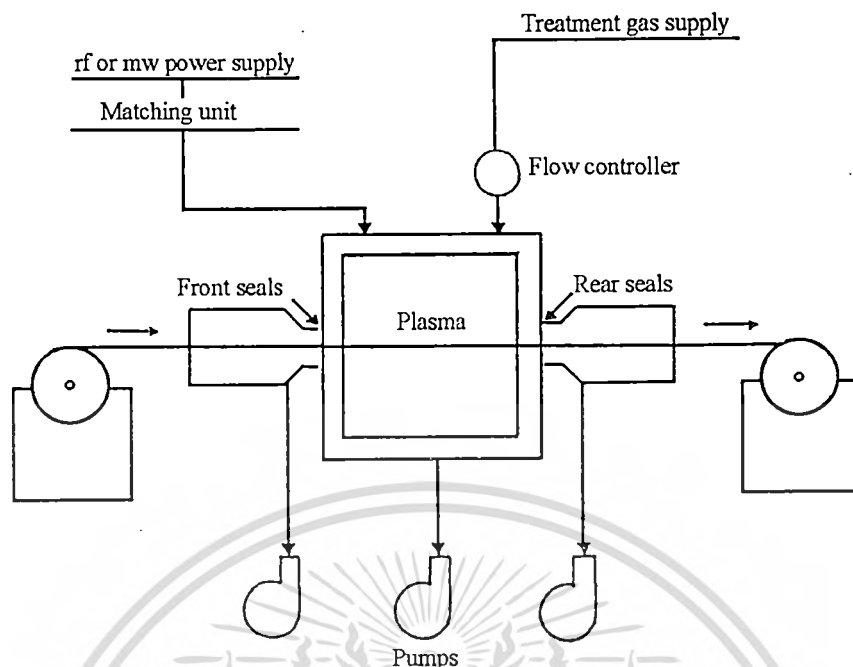 Treatment gas supply
rf or mw power supply
Matching unit
Flow controller
Front seals
Rear seals
Plasma
Pumps